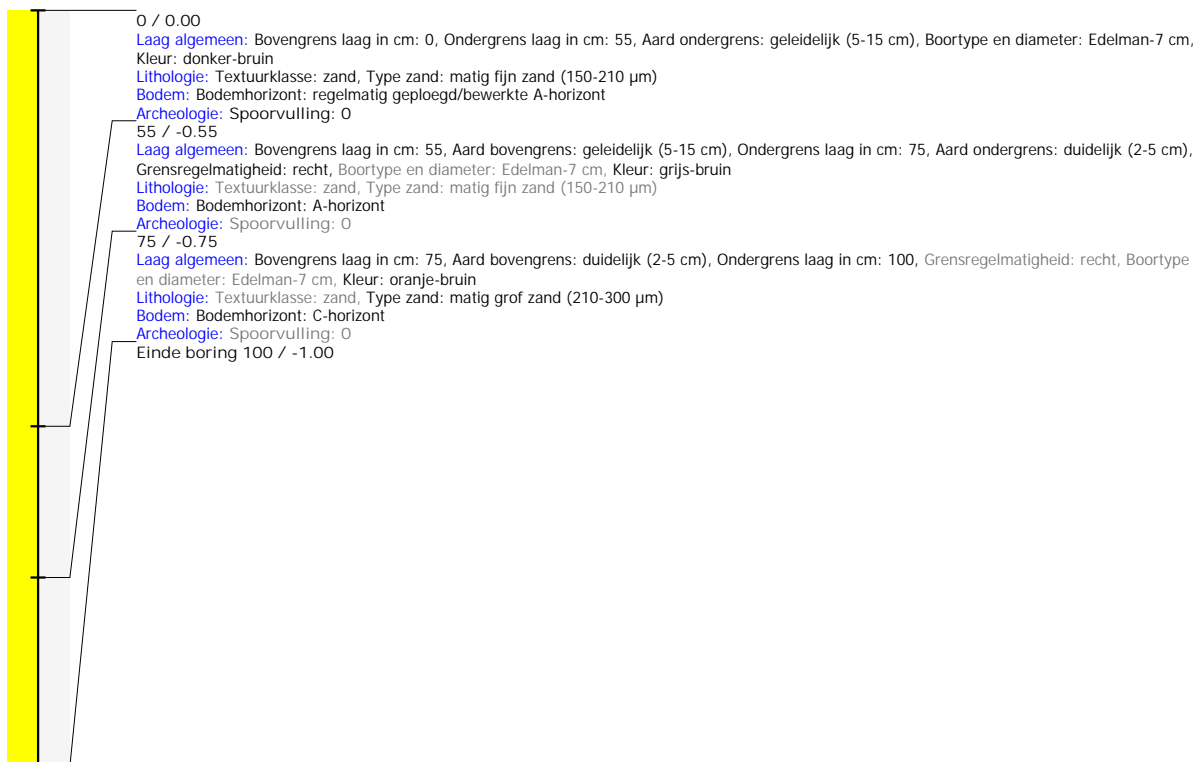 0 / 0.00
Laag algemeen: Bovengrens laag in cm: 0, Ondergrens laag in cm: 55, Aard ondergrens: geleidelijk (5-15 cm), Boortype en diameter: Edelman-7 cm,
Kleur: donker-bruin
Lithologie: Textuurklasse: zand, Type zand: matig fijn zand (150-210 µm)
Bodem: Bodemhorizont: regelmatig geploegd/bewerkte A-horizont
Archeologie: Spoorvulling: 0
55 / -0.55
Laag algemeen: Bovengrens laag in cm: 55, Aard bovengrens: geleidelijk (5-15 cm), Ondergrens laag in cm: 75, Aard ondergrens: duidelijk (2-5 cm),
Grensregelmatigheid: recht, Boortype en diameter: Edelman-7 cm, Kleur: grijs-bruin
Lithologie: Textuurklasse: zand, Type zand: matig fijn zand (150-210 µm)
Bodem: Bodemhorizont: A-horizont
Archeologie: Spoorvulling: 0
75 / -0.75
Laag algemeen: Bovengrens laag in cm: 75, Aard bovengrens: duidelijk (2-5 cm), Ondergrens laag in cm: 100, Grensregelmatigheid: recht, Boortype
en diameter: Edelman-7 cm, Kleur: oranje-bruin
Lithologie: Textuurklasse: zand, Type zand: matig grof zand (210-300 µm)
Bodem: Bodemhorizont: C-horizont
Archeologie: Spoorvulling: 0
Einde boring 100 / -1.00